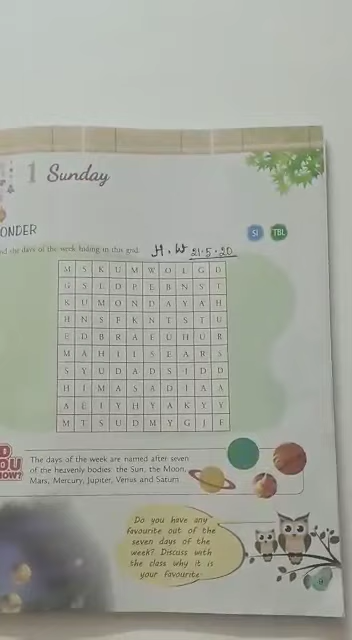 1 Sunday
ONDER
SI TBL
nd the days of the week hiding in this grid.
H.W 21.5.20
M S K U M W O L G D
G S L D P E B N S T
K U M O N D A Y A H
H N S F K N T S T U
E D B R A E U H U R
M A H I I S E A R S
S Y U D A D S I D D
H I M A S A D I A A
A E I Y H Y A K Y Y
M T S U D M Y G J E
D
OU
NOW?
The days of the week are named after seven
of the heavenly bodies: the Sun, the Moon,
Mars, Mercury, Jupiter, Venus and Saturn.
Do you have any
favourite out of the
seven days of the
week? Discuss with
the class why it is
your favourite.